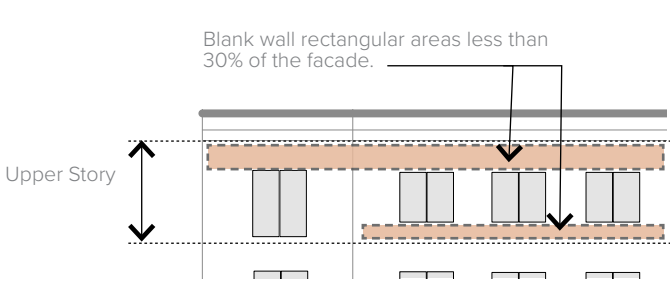 Blank wall rectangular areas less than
30% of the facade.
Upper Story